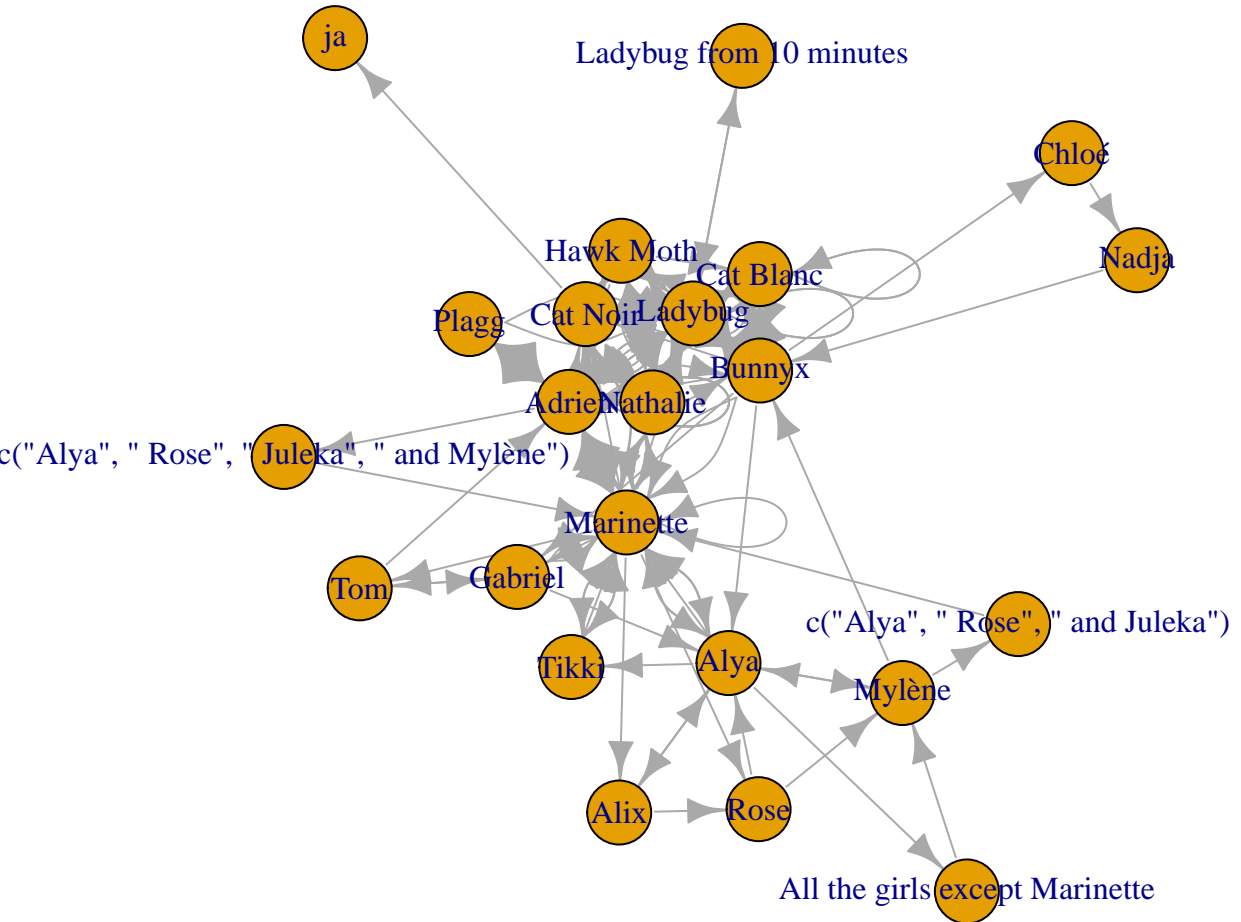 ja
Ladybug from 10 minutes
Chloé
Hawk Moth
Nadja
Cat Blanc
Plagg
Cat Noir
Ladybug
Bunnyx
Adrien
Nathalie
c("Alya", " Rose", " Juleka", " and Mylène")
Marinette
Tom
Gabriel
c("Alya", " Rose", " and Juleka")
Tikki
Alya
Mylène
Alix
Rose
All the girls except Marinette